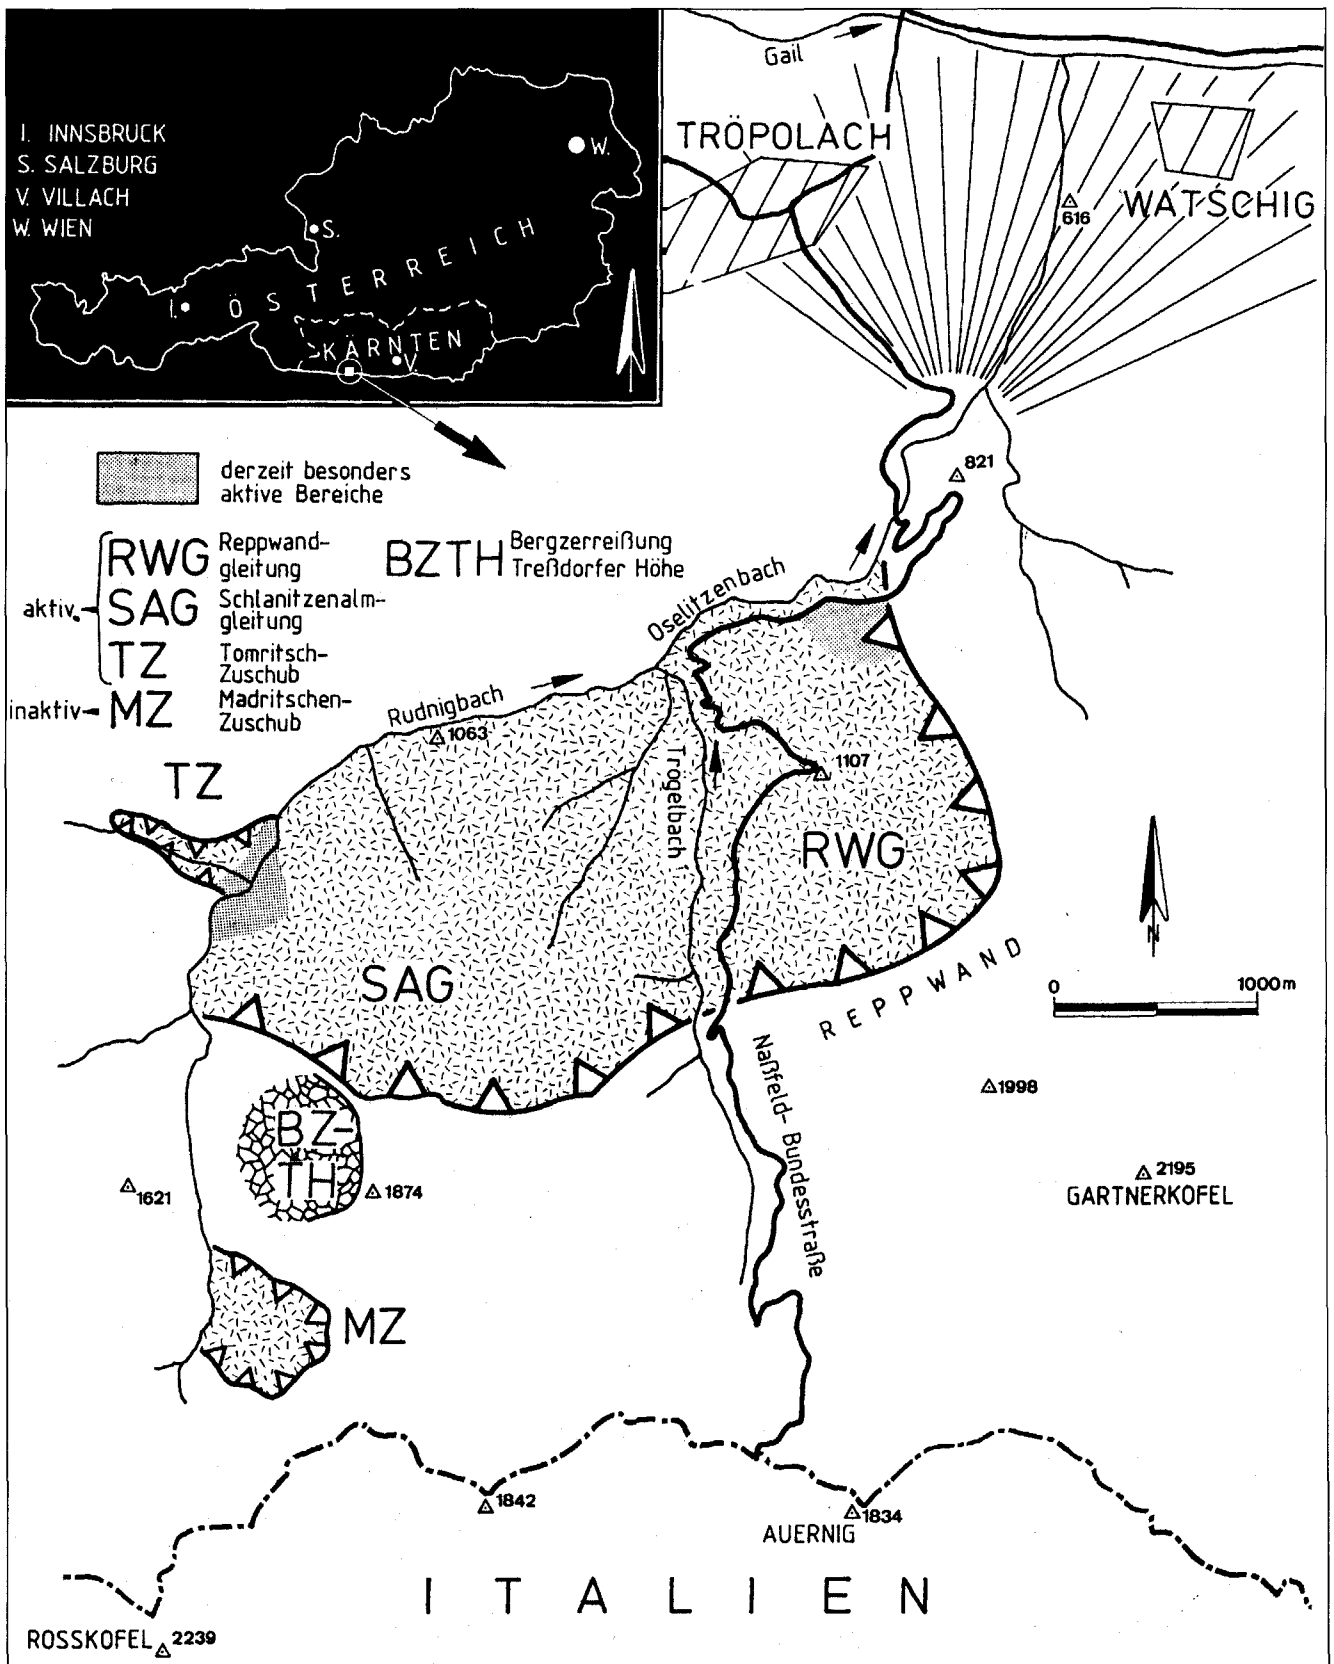 I. INNSBRUCK
S. SALZBURG
V. VILLACH
W. WIEN
W.
S.
I.
ÖSTERREICH
KÄRNTEN
V.
Gail
TRÖPOLACH
WATSCHIG
616
821
derzeit besonders
aktive Bereiche
aktiv
RWG Reppwand-
gleitung
SAG Schlanitzenalm-
gleitung
TZ Tomritsch-
Zuschub
inaktiv MZ Madritschen-
Zuschub
BZTH Bergzerreißung
Treßdorfer Höhe
Oselitzenbach
Rudnigbach
1063
Trögelbach
1107
TZ
RWG
SAG
REPPWAND
N
0 1000m
Naßfeld- Bundesstraße
1998
BZ-
TH
1874
1621
2195
GARTNERKOFEL
MZ
1842
1834
AUERNIG
ITALIEN
ROSSKOFEL 2239